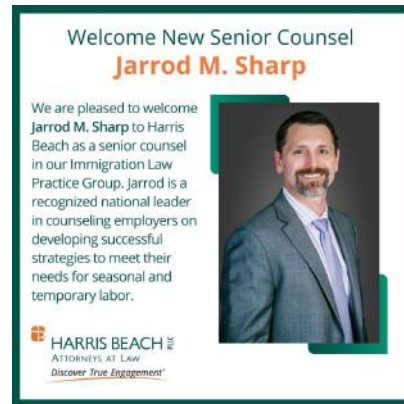 Welcome New Senior Counsel
Jarrod M. Sharp
We are pleased to welcome
Jarrod M. Sharp to Harris
Beach as a senior counsel
in our Immigration Law
Practice Group. Jarrod is a
recognized national leader
in counseling employers on
developing successful
strategies to meet their
needs for seasonal and
temporary labor.
HARRIS BEACH PLLC
ATTORNEYS AT LAW
Discover True Engagement™